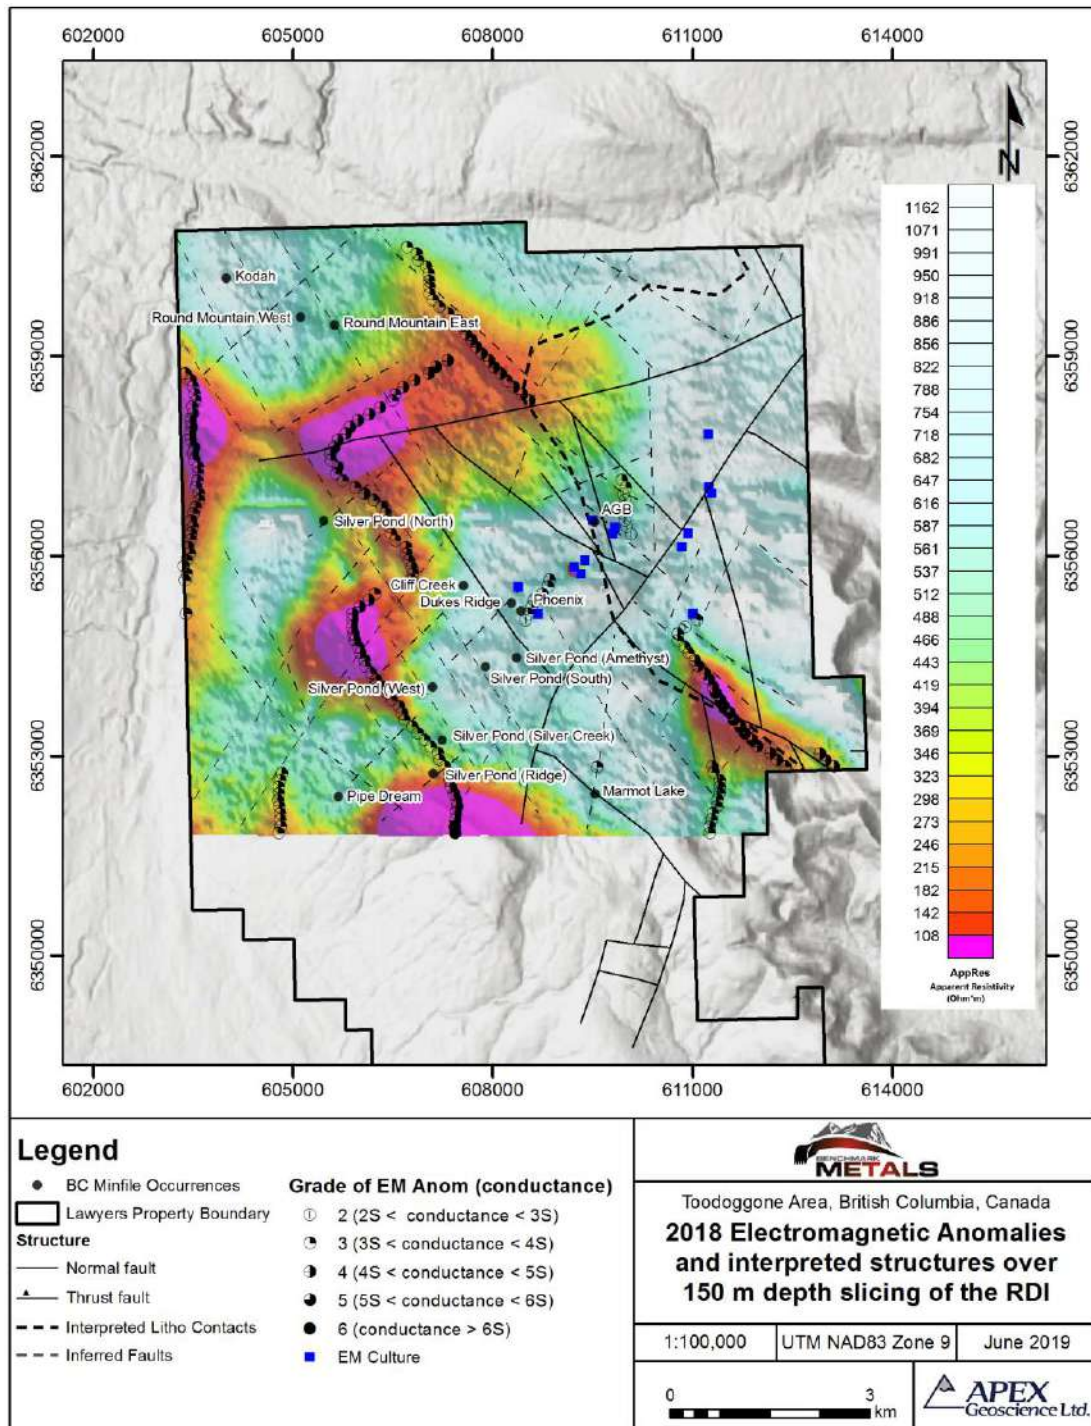 602000 605000 608000 611000 614000
6362000
6362000
N
1162
1071
991
950
918
886
856
822
788
754
718
682
647
616
587
561
537
512
488
466
443
419
394
369
346
323
298
273
246
215
182
142
108
AppRes
Apparent Resistivity
(Ohm*m)
Kodah
Round Mountain West
Round Mountain East
6359000
6359000
AGB
Silver Pond (North)
6356000
6356000
Cliff Creek
Dukes Ridge
Phoenix
Silver Pond (Amethyst)
Silver Pond (South)
Silver Pond (West)
Silver Pond (Silver Creek)
6353000
6353000
Silver Pond (Ridge)
Pipe Dream
Marmot Lake
6350000
6350000
602000 605000 608000 611000 614000
Legend
BC Minfile Occurrences
Lawyers Property Boundary
Structure
Normal fault
Thrust fault
Interpreted Litho Contacts
Inferred Faults
Grade of EM Anom (conductance)
2 (2S < conductance < 3S)
3 (3S < conductance < 4S)
4 (4S < conductance < 5S)
5 (5S < conductance < 6S)
6 (conductance > 6S)
EM Culture
BENCHMARK
METALS
Toodoggone Area, British Columbia, Canada
2018 Electromagnetic Anomalies
and interpreted structures over
150 m depth slicing of the RDI
1:100,000 UTM NAD83 Zone 9 June 2019
0 3
km
APEX
Geoscience Ltd.